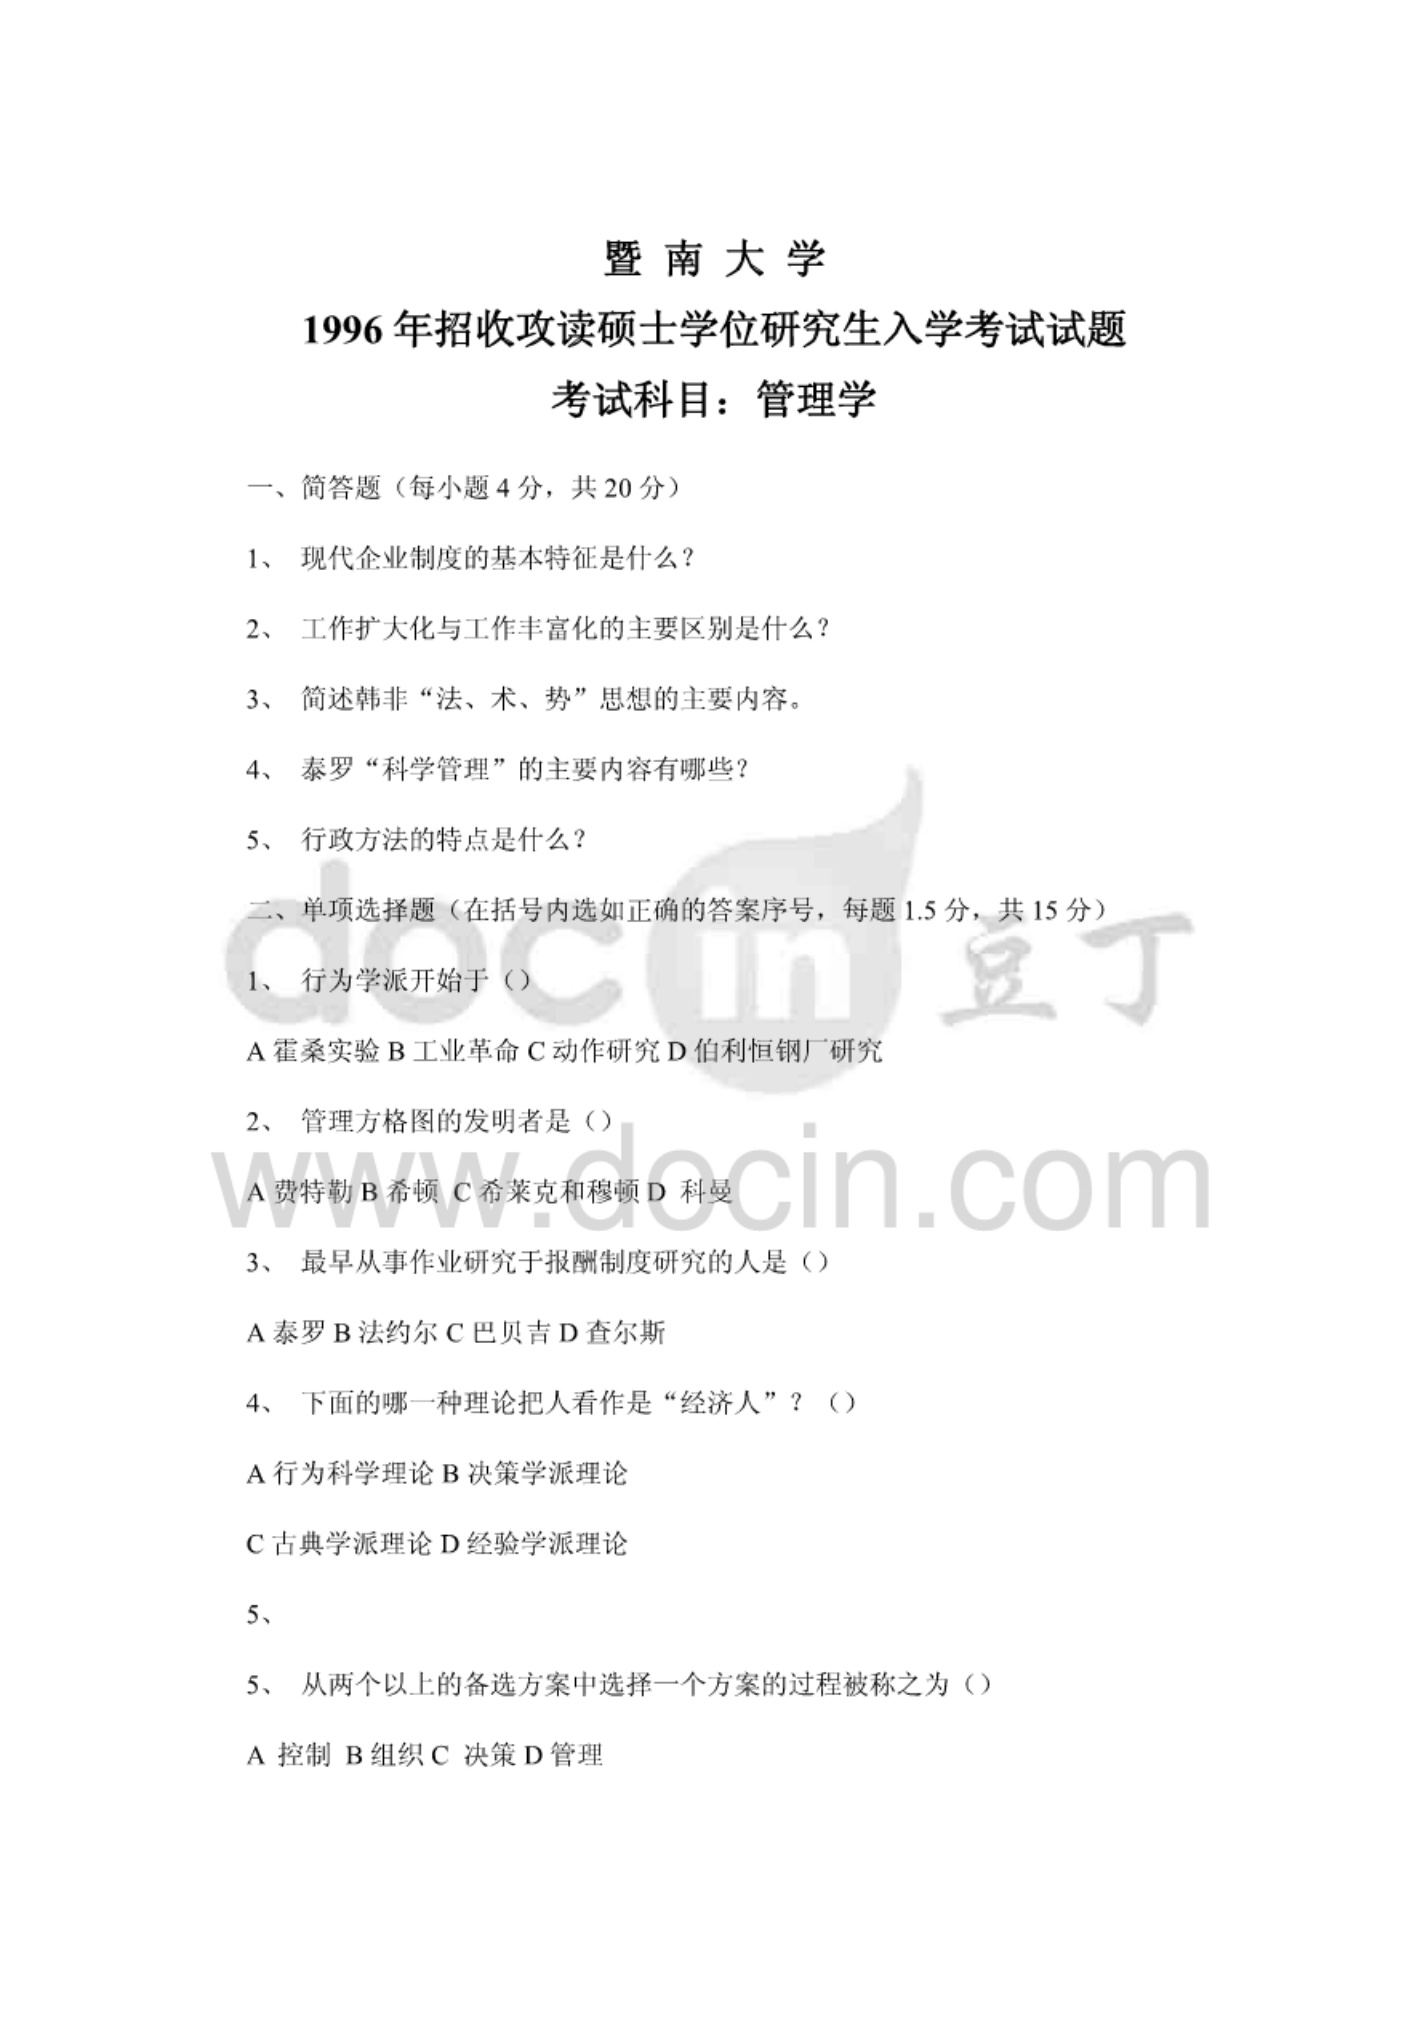 暨 南 大 学
1996 年招收攻读硕士学位研究生入学考试试题
考试科目：管理学
一、简答题（每小题 4 分，共 20 分）
1、 现代企业制度的基本特征是什么？
2、 工作扩大化与工作丰富化的主要区别是什么？
3、 简述韩非“法、术、势”思想的主要内容。
4、 泰罗“科学管理”的主要内容有哪些？
5、 行政方法的特点是什么？
二、单项选择题（在括号内选如正确的答案序号，每题 1.5 分，共 15 分）
docin 豆丁
1、 行为学派开始于（）
A 霍桑实验 B 工业革命 C 动作研究 D 伯利恒钢厂研究
2、 管理方格图的发明者是（）
www.docin.com
A 费特勒 B 希顿 C 希莱克和穆顿 D 科曼
3、 最早从事作业研究于报酬制度研究的人是（）
A 泰罗 B 法约尔 C 巴贝吉 D 查尔斯
4、 下面的哪一种理论把人看作是“经济人”？（）
A 行为科学理论 B 决策学派理论
C 古典学派理论 D 经验学派理论
5、
5、 从两个以上的备选方案中选择一个方案的过程被称之为（）
A 控制 B 组织 C 决策 D 管理